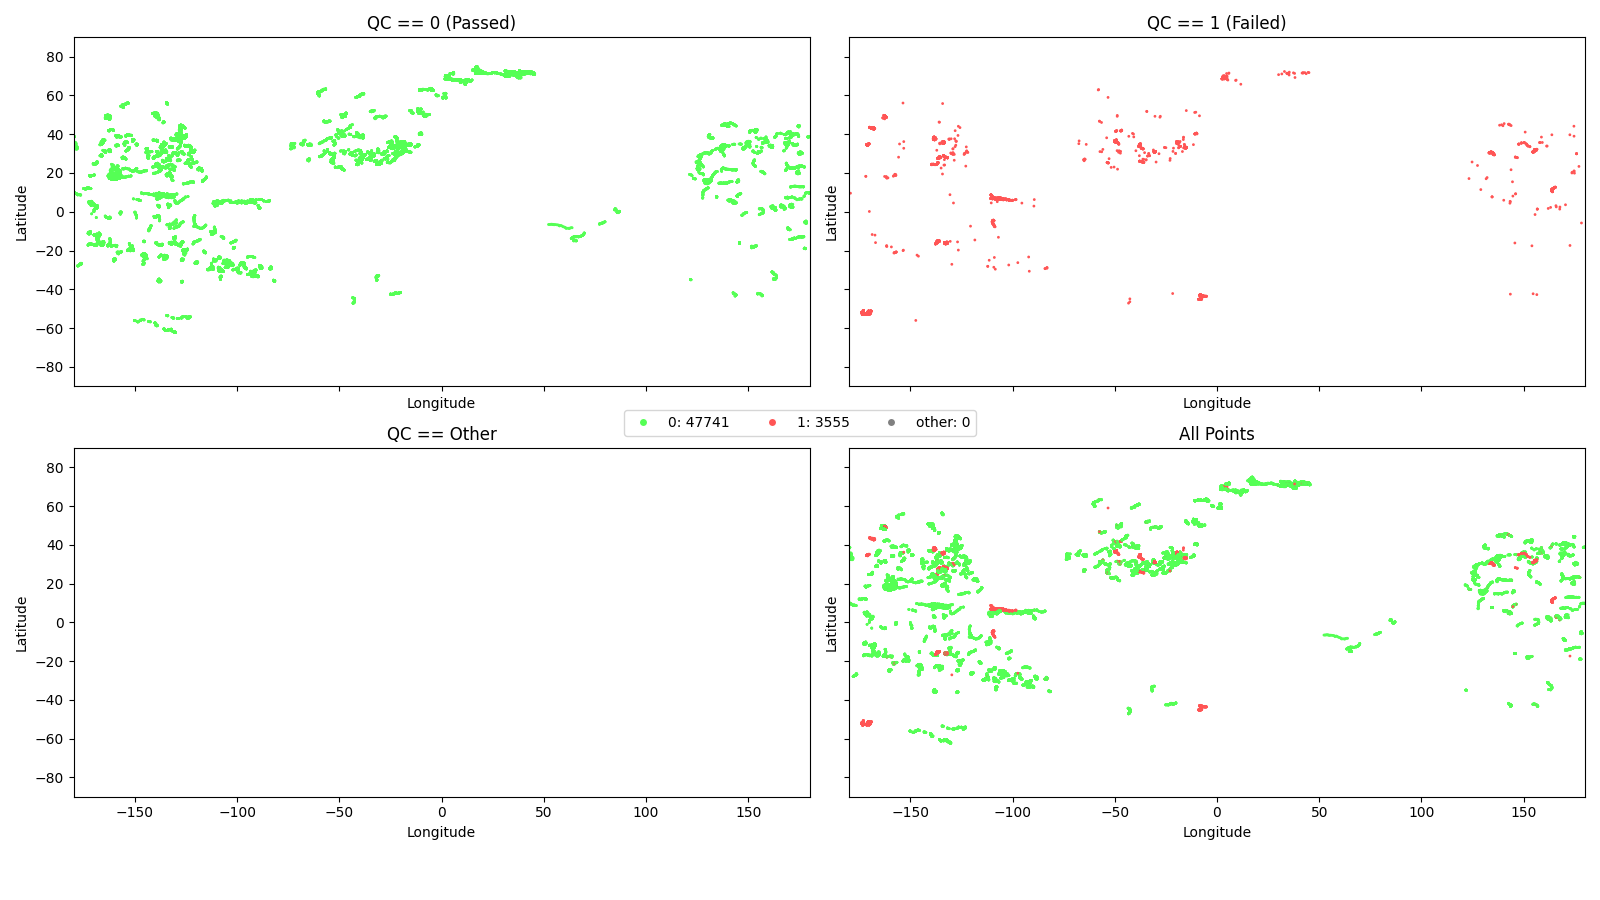 QC == 0 (Passed)
QC == 1 (Failed)
80
60
40
20
0
−20
−40
−60
−80
Latitude
Latitude
Longitude
Longitude
0: 47741
1: 3555
other: 0
QC == Other
All Points
80
60
40
20
0
−20
−40
−60
−80
Latitude
Latitude
−150
−100
−50
0
50
100
150
−150
−100
−50
0
50
100
150
Longitude
Longitude